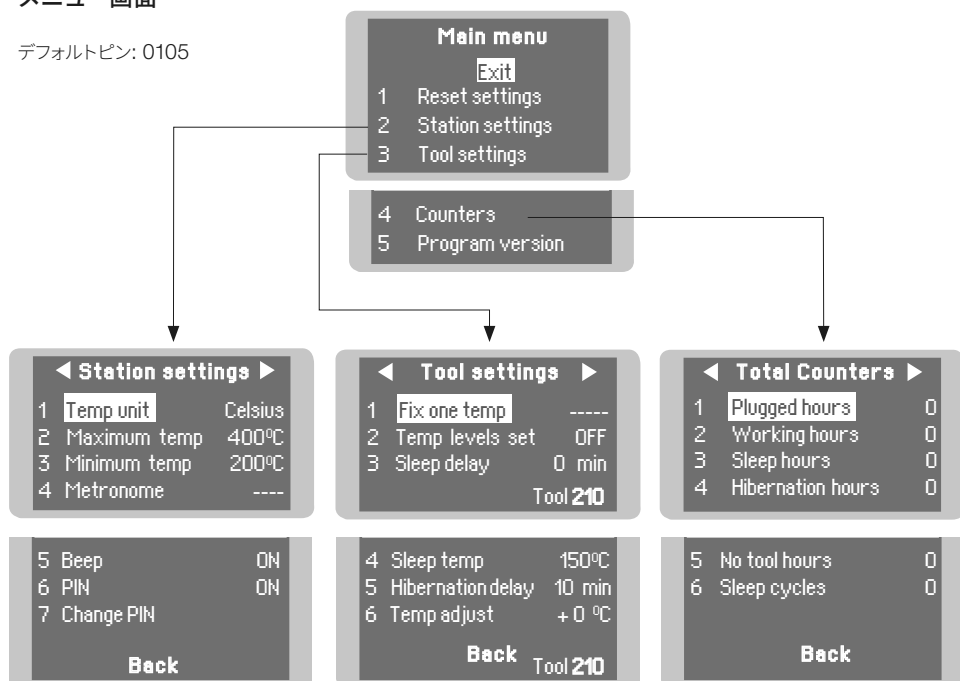 メニュー画面
デフォルトピン: 0105
Main menu
Exit
1 Reset settings
2 Station settings
3 Tool settings
4 Counters
5 Program version
◀ Station settings ▶
1 Temp unit Celsius
2 Maximum temp 400ºC
3 Minimum temp 200ºC
4 Metronome ----
5 Beep ON
6 PIN ON
7 Change PIN
Back
◀ Tool settings ▶
1 Fix one temp -----
2 Temp levels set OFF
3 Sleep delay 0 min
Tool 210
4 Sleep temp 150ºC
5 Hibernation delay 10 min
6 Temp adjust +0 ºC
Back
Tool 210
◀ Total Counters ▶
1 Plugged hours 0
2 Working hours 0
3 Sleep hours 0
4 Hibernation hours 0
5 No tool hours 0
6 Sleep cycles 0
Back